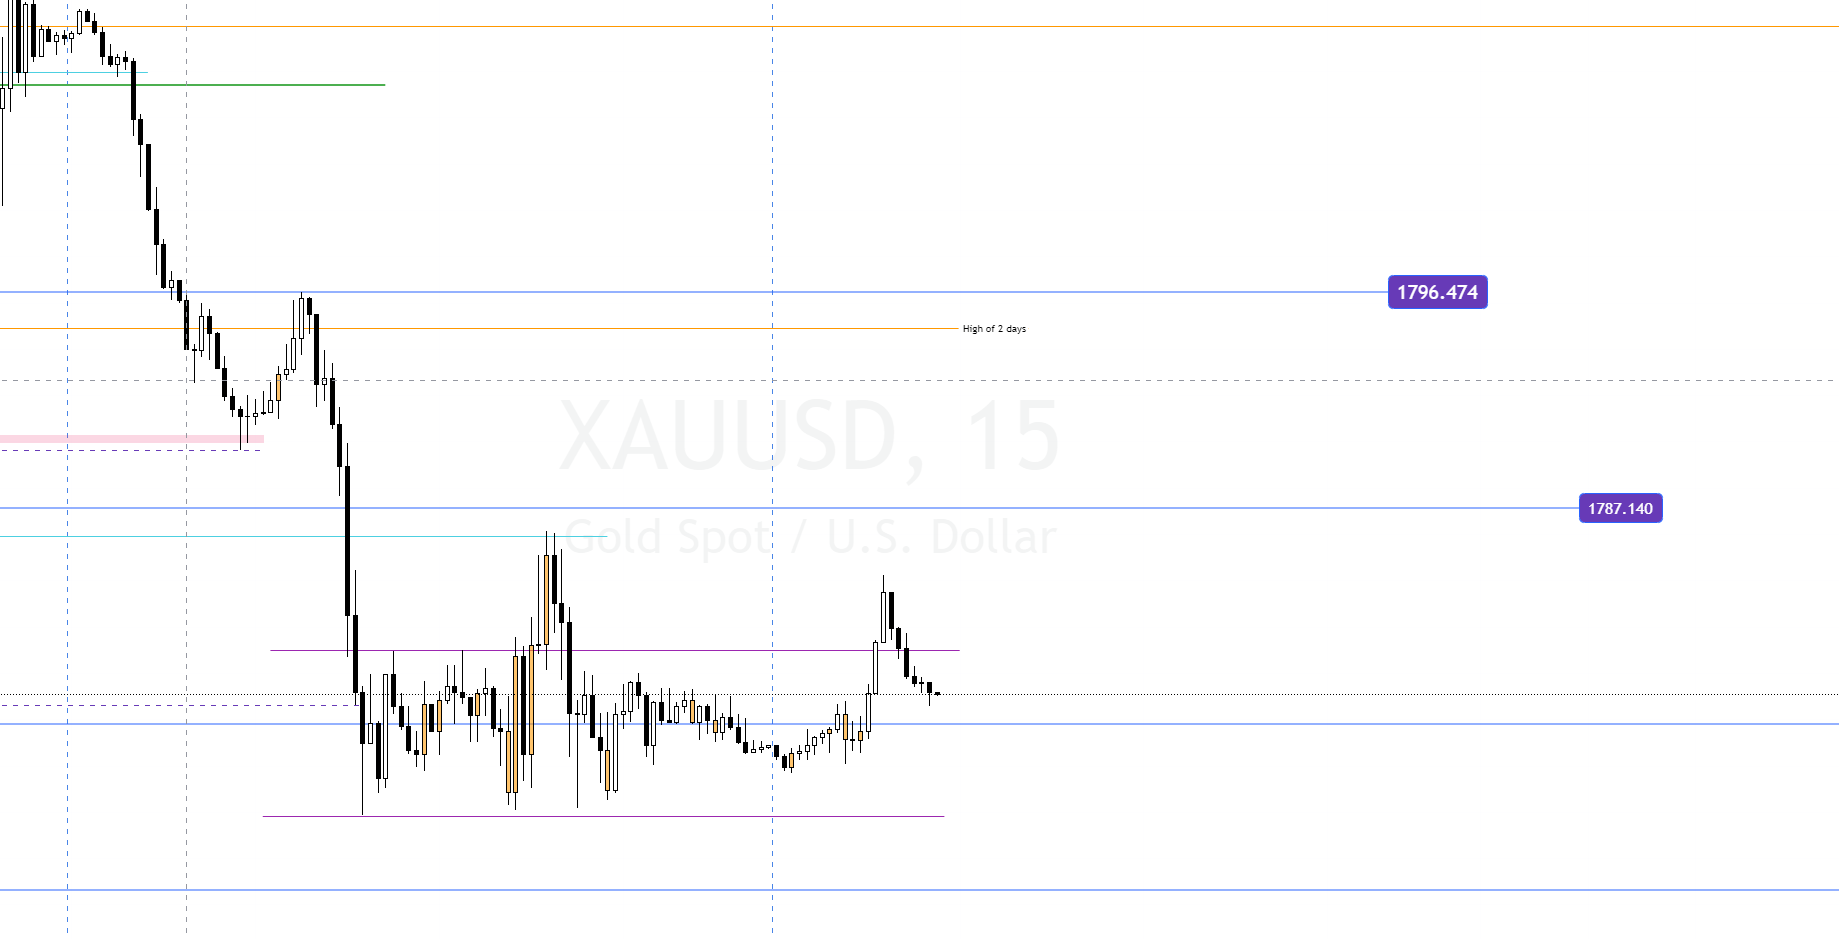 1796.474
High of 2 days
XAUUSD, 15
1787.140
Gold Spot / U.S. Dollar